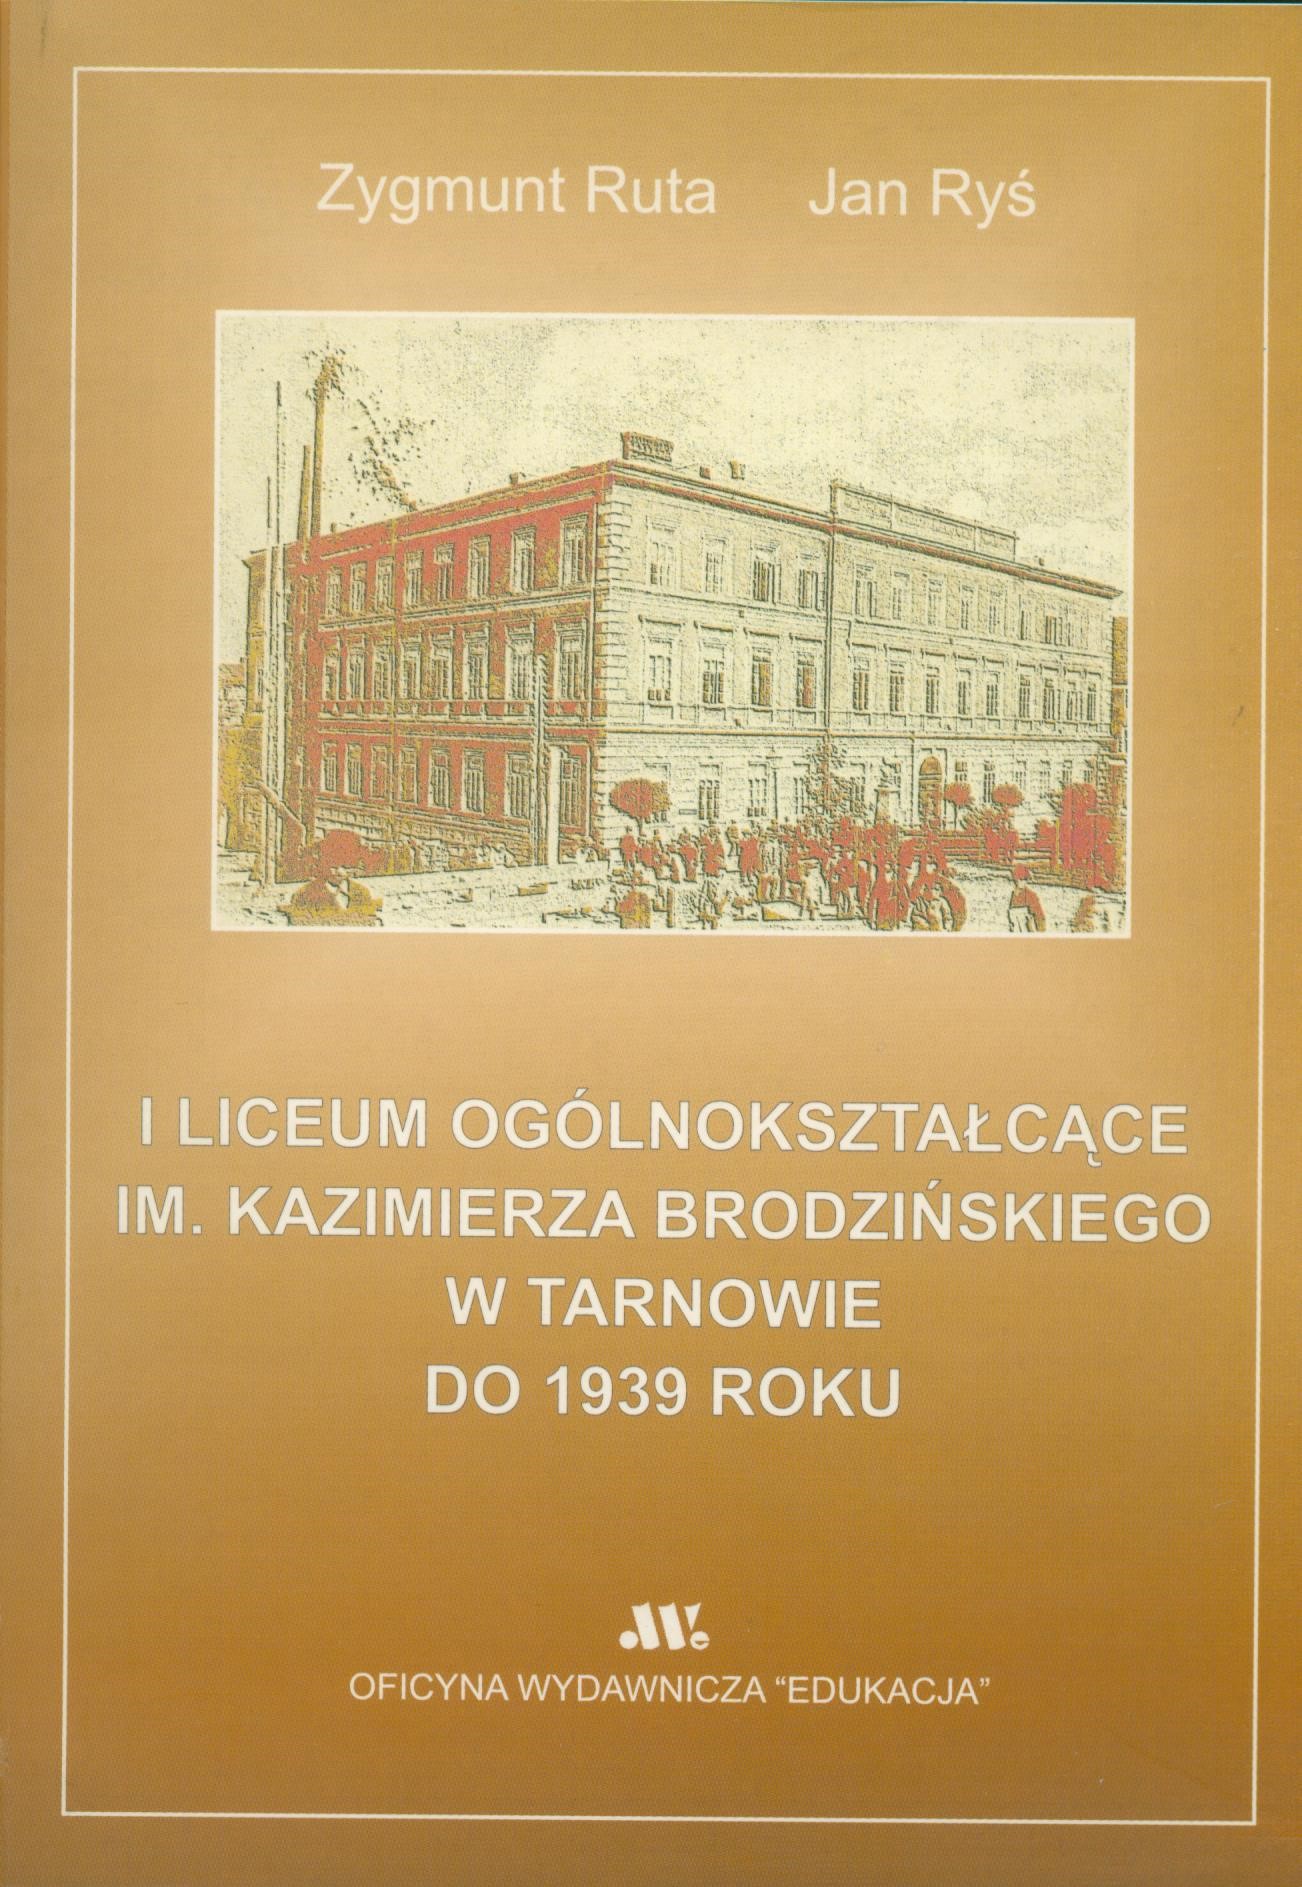 Zygmunt Ruta Jan Ryś
I LICEUM OGÓLNOKSZTAŁCĄCE
IM. KAZIMIERZA BRODZIŃSKIEGO
W TARNOWIE
DO 1939 ROKU
OFICYNA WYDAWNICZA "EDUKACJA"